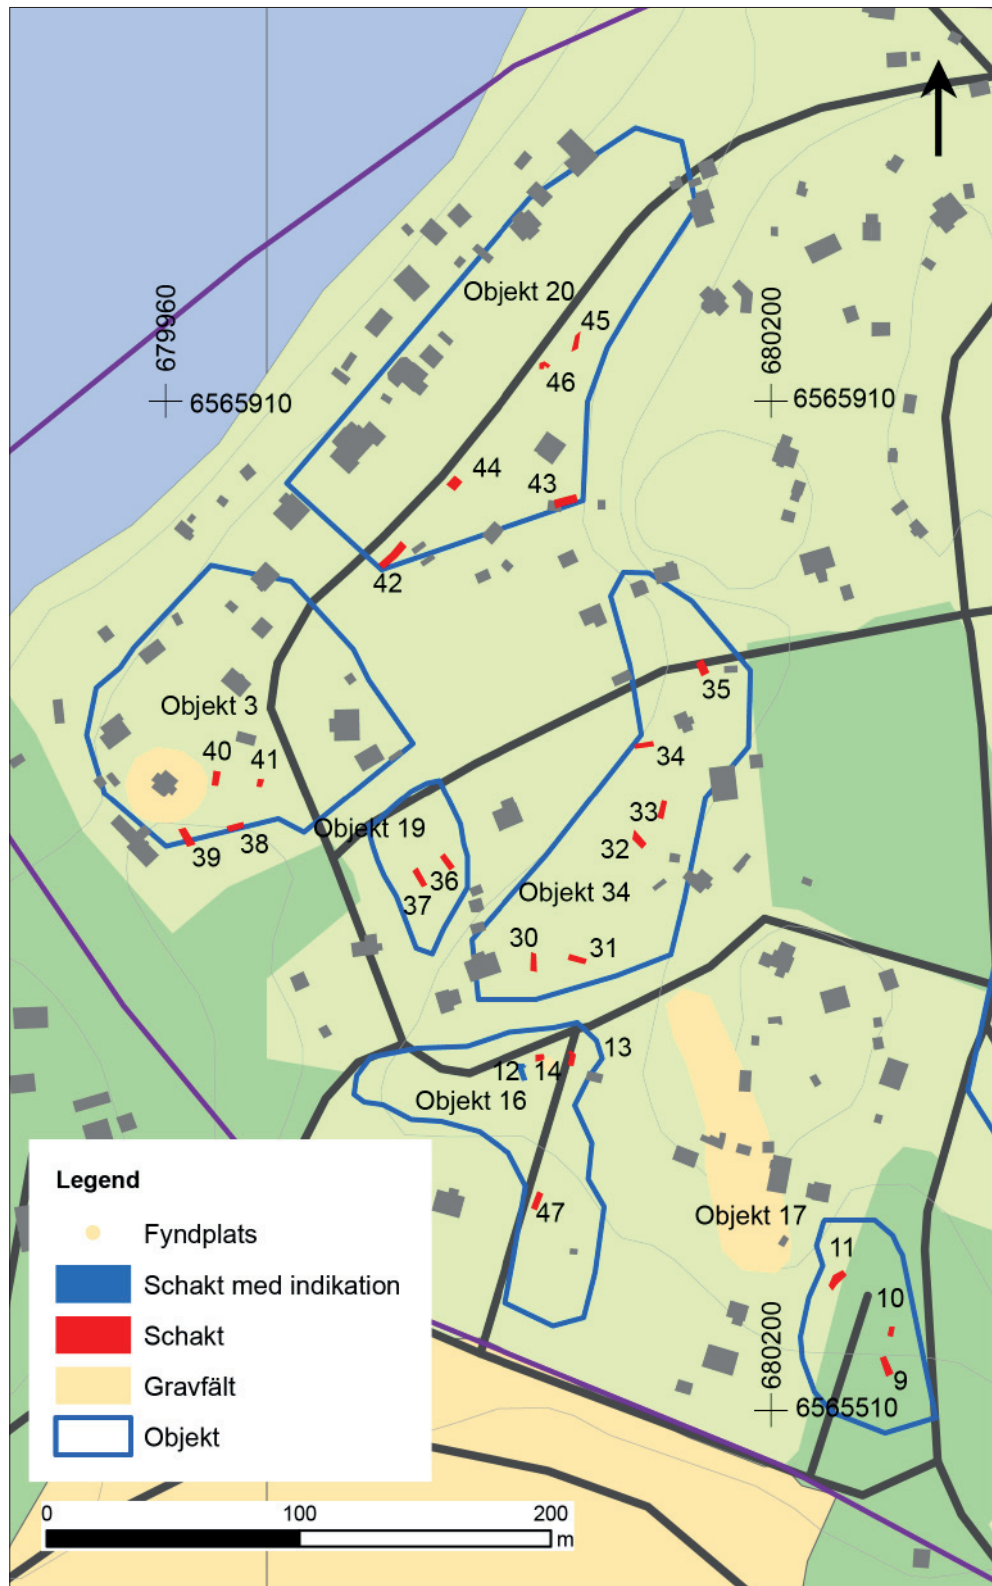 Objekt 20
45
679960
680200
46
6565910
6565910
44
43
42
35
Objekt 3
40
41
34
33
Objekt 19
38
39
32
36
37
Objekt 34
30
31
13
12
14
Objekt 16
47
Objekt 17
11
10
680200
9
6565510
Legend
Fyndplats
Schakt med indikation
Schakt
Gravfält
Objekt
0
100
200
m